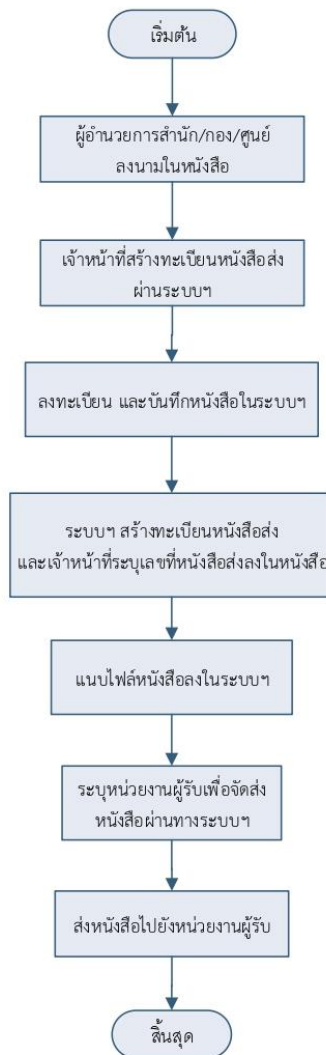 เริ่มต้น
ผู้อำนวยการสำนัก/กอง/ศูนย์
ลงนามในหนังสือ
เจ้าหน้าที่สร้างทะเบียนหนังสือส่ง
ผ่านระบบฯ
ลงทะเบียน และบันทึกหนังสือในระบบฯ
ระบบฯ สร้างทะเบียนหนังสือส่ง
และเจ้าหน้าที่ระบุเลขที่หนังสือส่งลงในหนังสือ
แนบไฟล์หนังสือลงในระบบฯ
ระบุหน่วยงานผู้รับเพื่อจัดส่ง
หนังสือผ่านทางระบบฯ
ส่งหนังสือไปยังหน่วยงานผู้รับ
สิ้นสุด